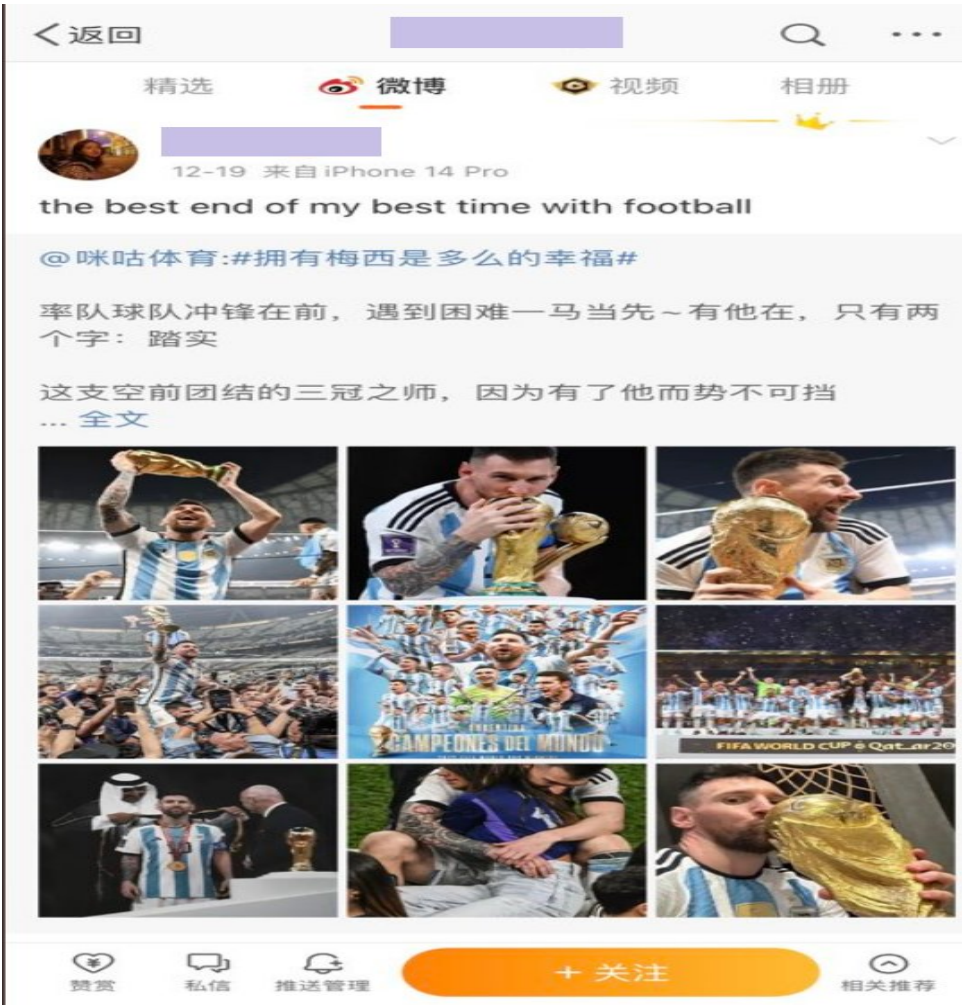 返回
精选 微博 视频 相册
12-19 来自 iPhone 14 Pro
the best end of my best time with football
@咪咕体育:#拥有梅西是多么的幸福#
率队球队冲锋在前，遇到困难一马当先~有他在，只有两
个字：踏实
这支空前团结的三冠之师，因为有了他而势不可挡
... 全文
ARGENTINA
CAMPEONES DEL MUNDO
FIFA WORLD CUP Qatar20
赞赏 私信 推送管理 +关注 相关推荐